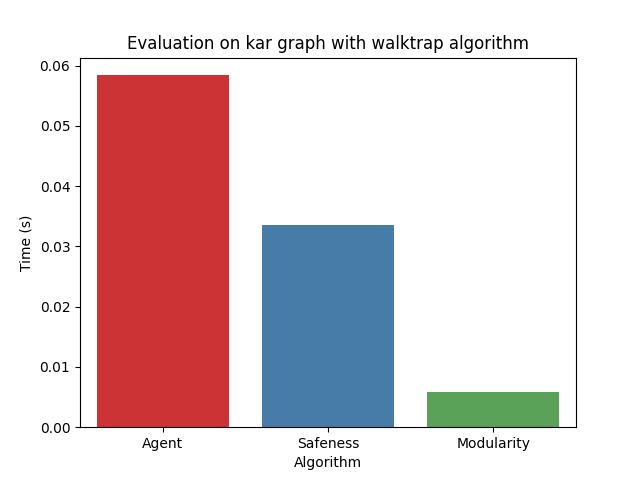 Evaluation on kar graph with walktrap algorithm
0.06
0.05
0.04
0.03
0.02
0.01
0.00
Time (s)
Agent Safeness Modularity
Algorithm